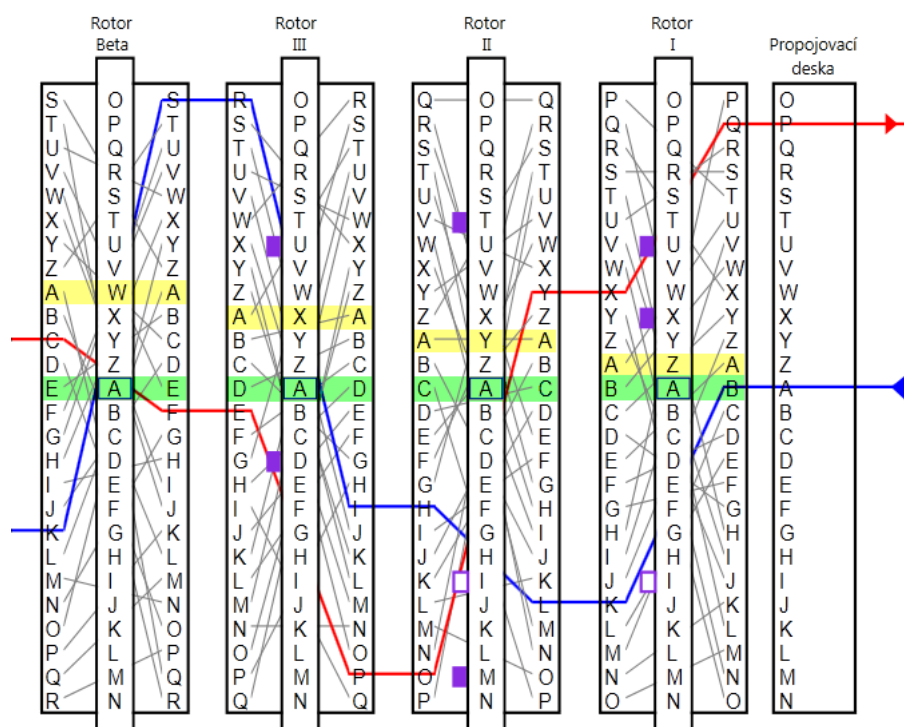 Rotor Beta
Rotor III
Rotor II
Rotor I
Propojovací
deska
S O S R O R Q O Q P O P O
T P T S P S R P R Q P Q P
U Q U T Q T S Q S R Q R Q
V R V U R U T R T S R S R
W S W V S V U S U T S T S
X T X W T W V T V U T U T
Y U Y X U X W U W V U V U
Z V Z Y V Y X V X W V W V
A W A Z W Z Y W Y X W X W
B X B A X A Z X Z Y X Y X
C Y C B Y B A Y A Z Y Z Y
D Z D C Z C B Z B A Z A Z
E A E D A D C A C B A B A
F B F E B E D B D C B C B
G C G F C F E C E D C D C
H D H G D G F D F E D E D
I E I H E H G E G F E F E
J F J I F I H F H G F G F
K G K J G J I G I H G H G
L H L K H K J H J I H I H
M I M L I L K I K J I J I
N J N M J M L J L K J K J
O K O N K N M K M L K L K
P L P O L O N L N M L M L
Q M Q P M P O M O N M N M
R N R Q N Q P N P O N O N